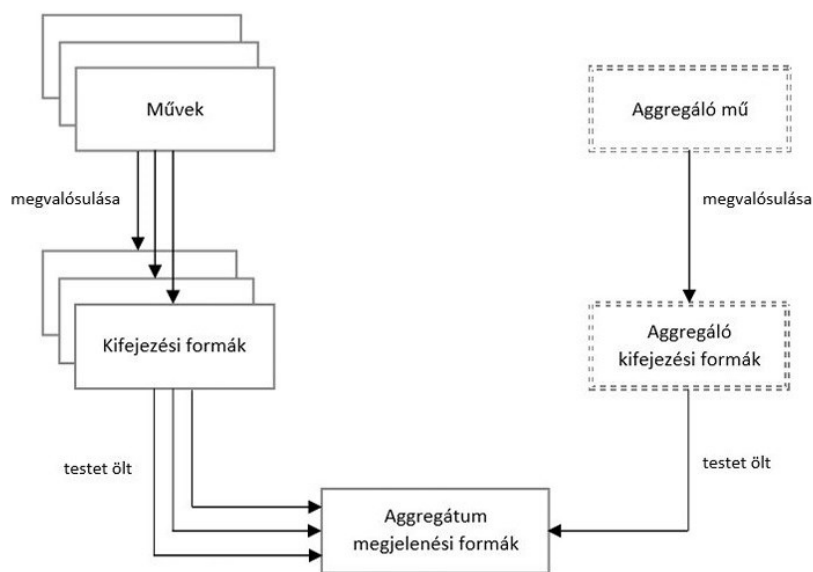 Művek
Aggregáló mű
megvalósulása
megvalósulása
Kifejezési formák
Aggregáló
kifejezési formák
testet ölt
testet ölt
Aggregátum
megjelenési formák